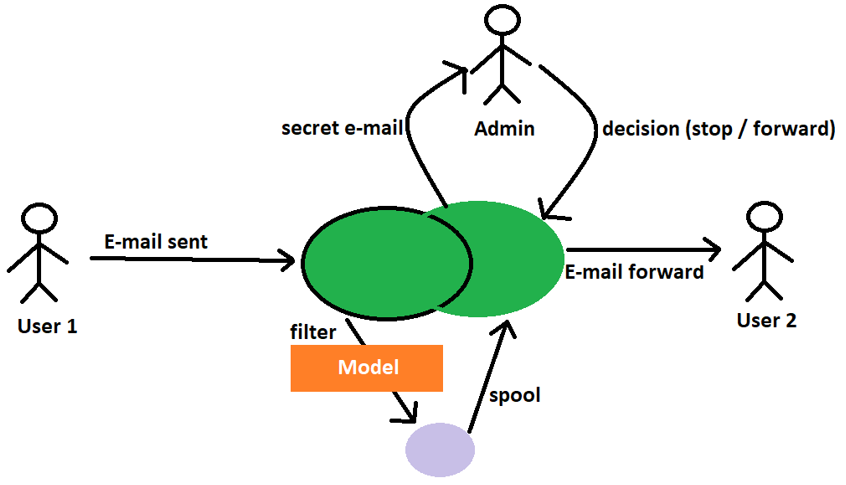 secret e-mail
Admin
decision (stop / forward)
E-mail sent
User 1
E-mail forward
User 2
filter
Model
spool